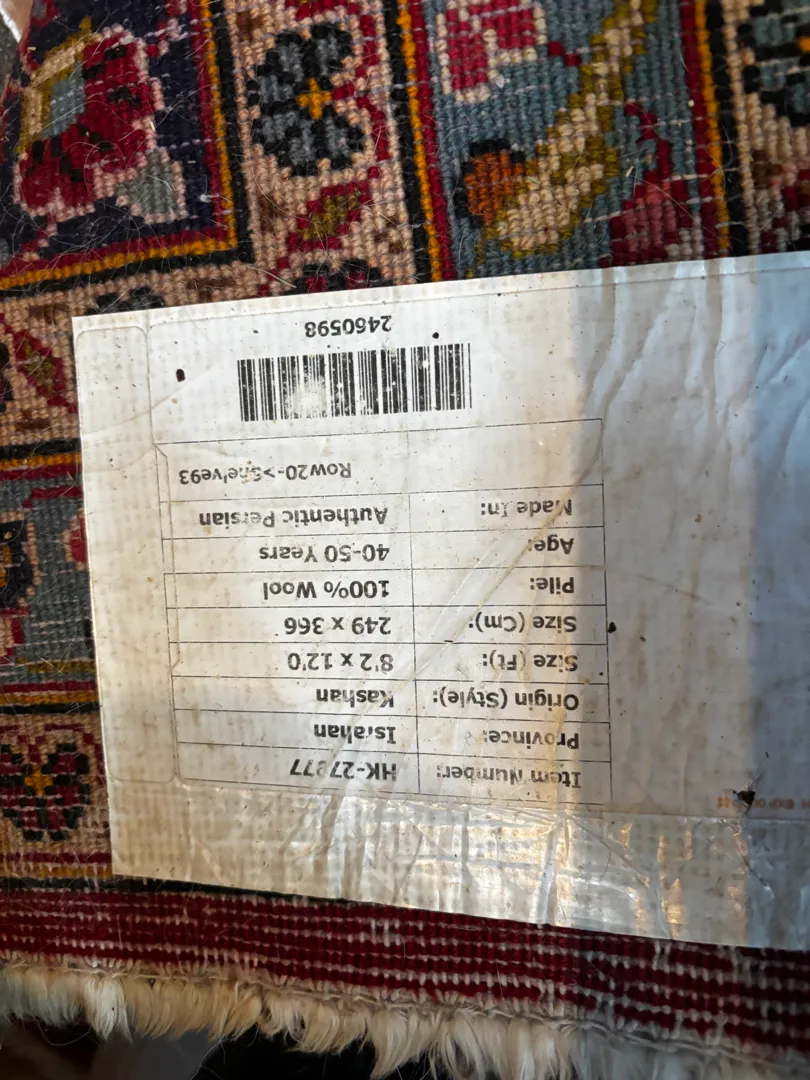 Item Number: HK-27
Province: Isfahan
Origin (Style): Kashan
Size (Ft): 8'2 x 12'0
Size (Cm): 249 x 366
Pile: 100% Wool
Age: 40-50 Years
Made In: Authentic Persian
Row20->Shelve93
2460598